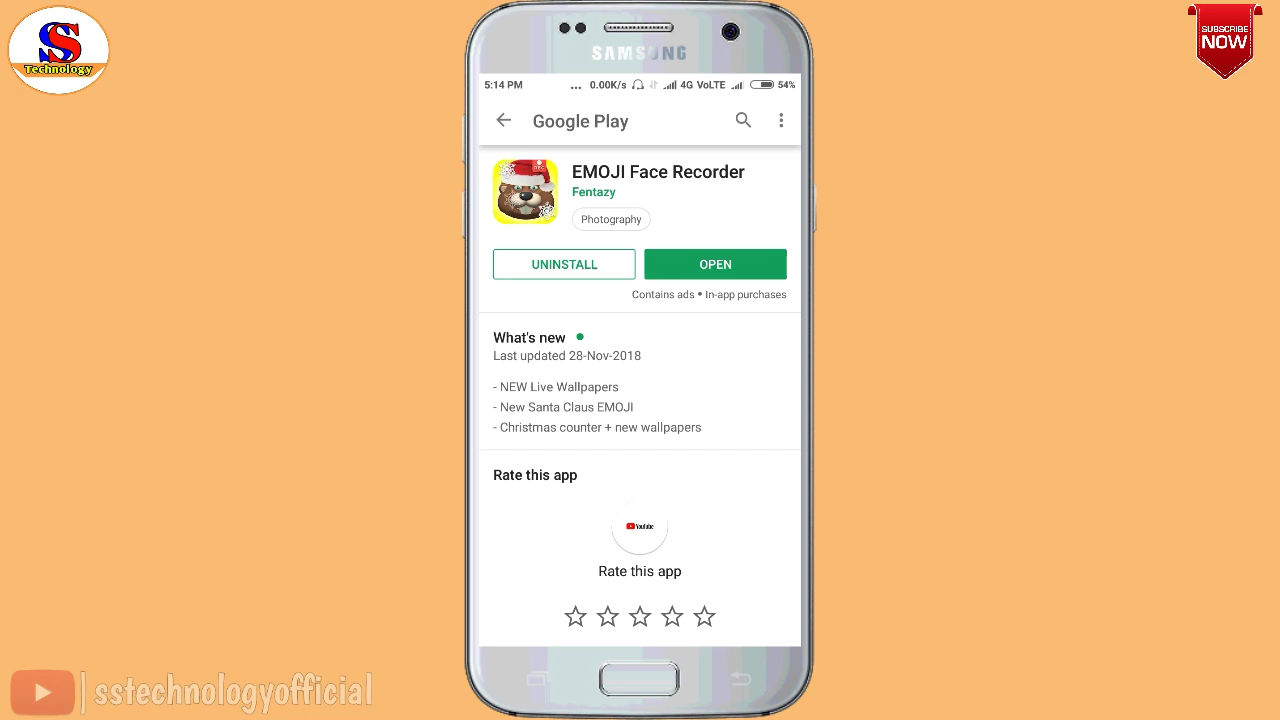 S
Technology
SUBSCRIBE
NOW
SAMSUNG
5:14 PM ... 0.00K/s 4G VoLTE 54%
Google Play
REC
EMOJI Face Recorder
Fentazy
Photography
UNINSTALL
OPEN
Contains ads • In-app purchases
What's new
Last updated 28-Nov-2018
- NEW Live Wallpapers
- New Santa Claus EMOJI
- Christmas counter + new wallpapers
Rate this app
YouTube
Rate this app
| sstechnologyofficial